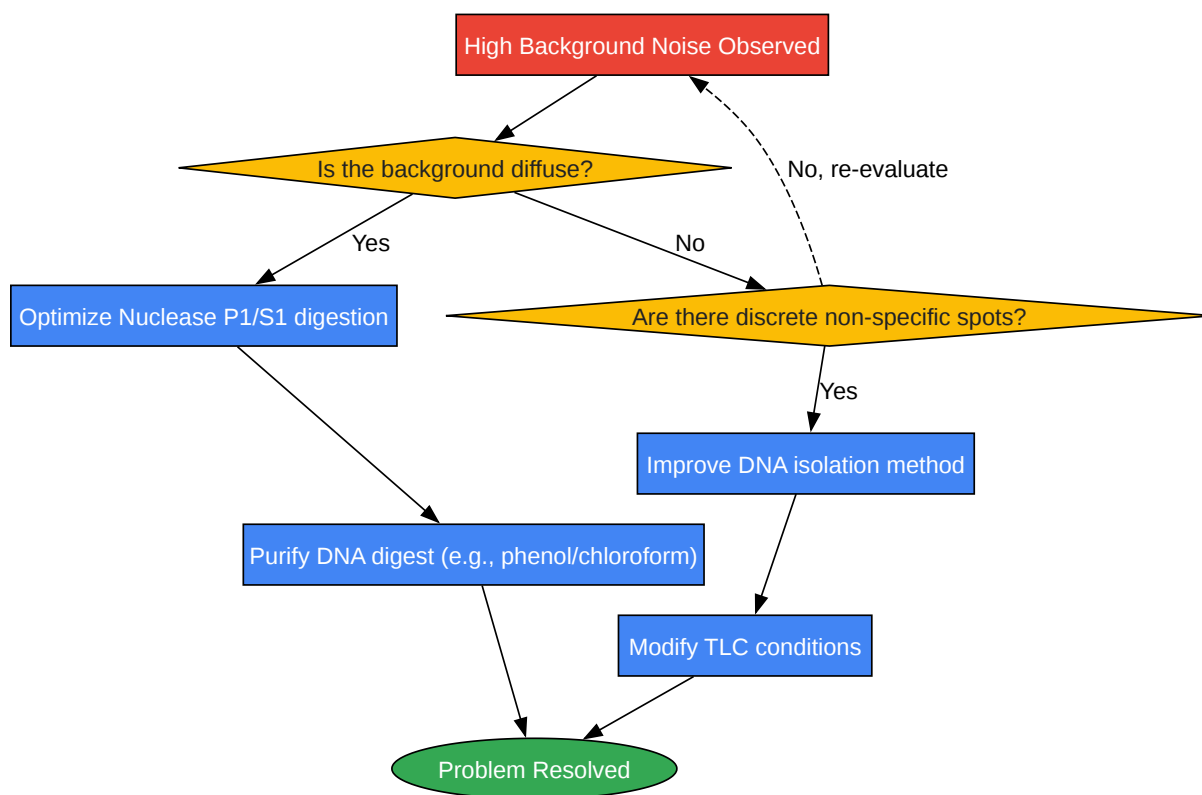 High Background Noise Observed
Is the background diffuse?
No, re-evaluate
Yes
No
Optimize Nuclease P1/S1 digestion
Are there discrete non-specific spots?
Yes
Improve DNA isolation method
Purify DNA digest (e.g., phenol/chloroform)
Modify TLC conditions
Problem Resolved